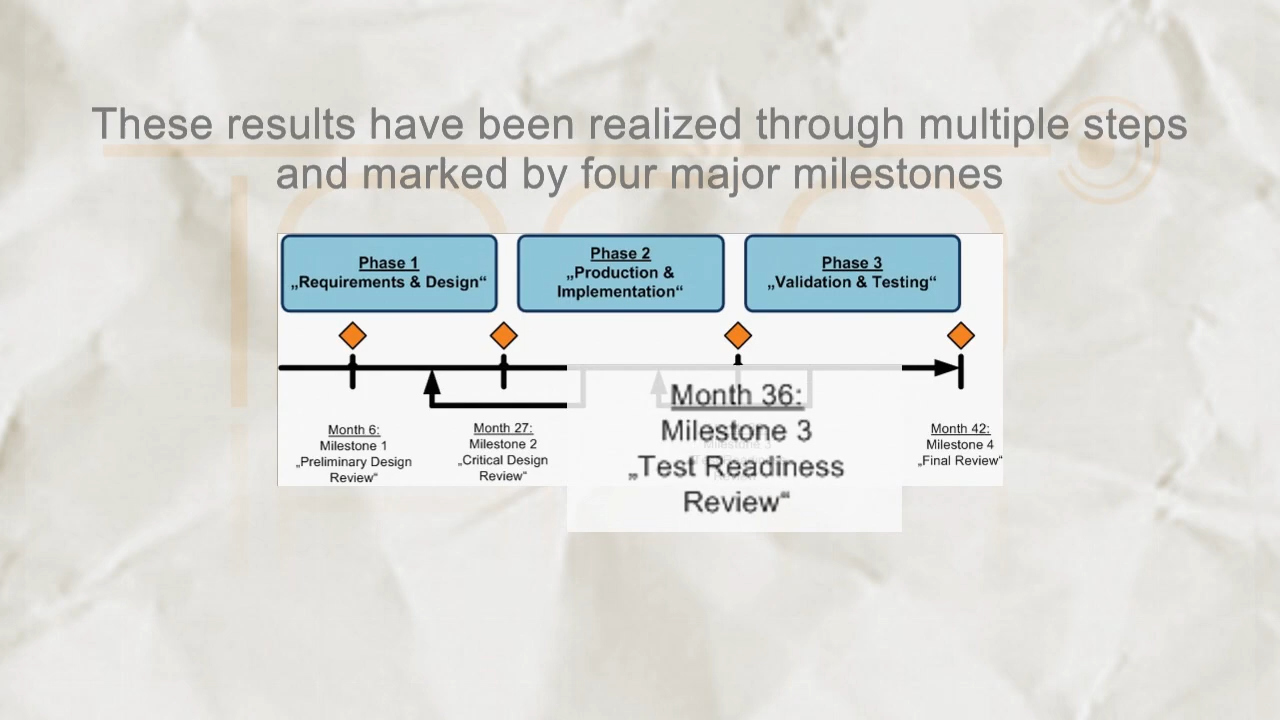 These results have been realized through multiple steps
and marked by four major milestones
Phase 1
„Requirements & Design“
Phase 2
„Production &
Implementation“
Phase 3
„Validation & Testing“
Month 6:
Milestone 1
„Preliminary Design
Review“
Month 27:
Milestone 2
„Critical Design
Review“
Month 36:
Milestone 3
„Test Readiness
Review“
Month 42:
Milestone 4
„Final Review“